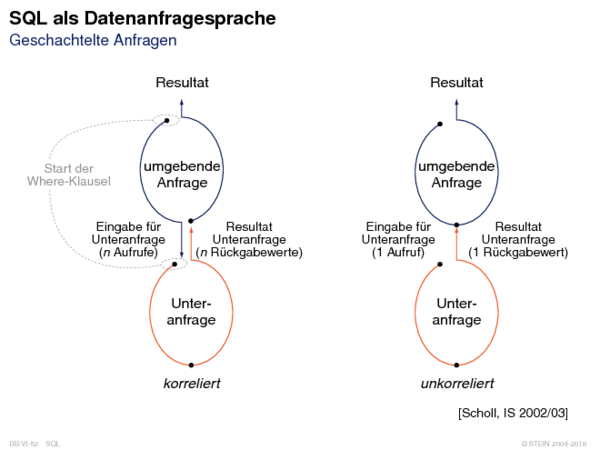 SQL als Datenanfragesprache
Geschachtelte Anfragen
Resultat
Start der
Where-Klausel
umgebende
Anfrage
Eingabe für
Unteranfrage
(n Aufrufe)
Resultat
Unteranfrage
(n Rückgabewerte)
Unter-
anfrage
korreliert
Resultat
umgebende
Anfrage
Eingabe für
Unteranfrage
(1 Aufruf)
Resultat
Unteranfrage
(1 Rückgabewert)
Unter-
anfrage
unkorreliert
[Scholl, IS 2002/03]
DB:VI-52 SQL
© STEIN 2004-2018